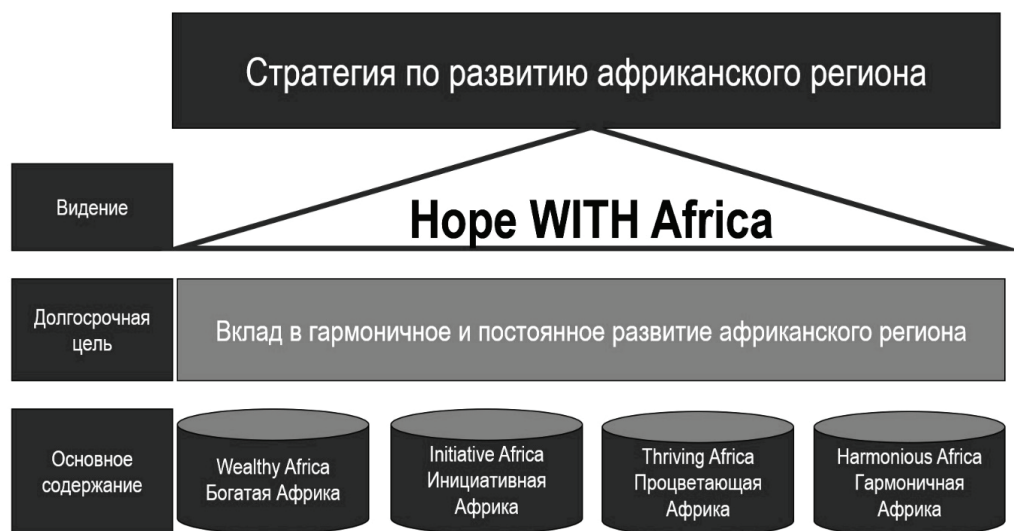 Стратегия по развитию африканского региона
Видение
Hope WITH Africa
Долгосрочная
цель
Вклад в гармоничное и постоянное развитие африканского региона
Основное
содержание
Wealthy Africa
Богатая Африка
Initiative Africa
Инициативная
Африка
Thriving Africa
Процветающая
Африка
Harmonious Africa
Гармоничная
Африка